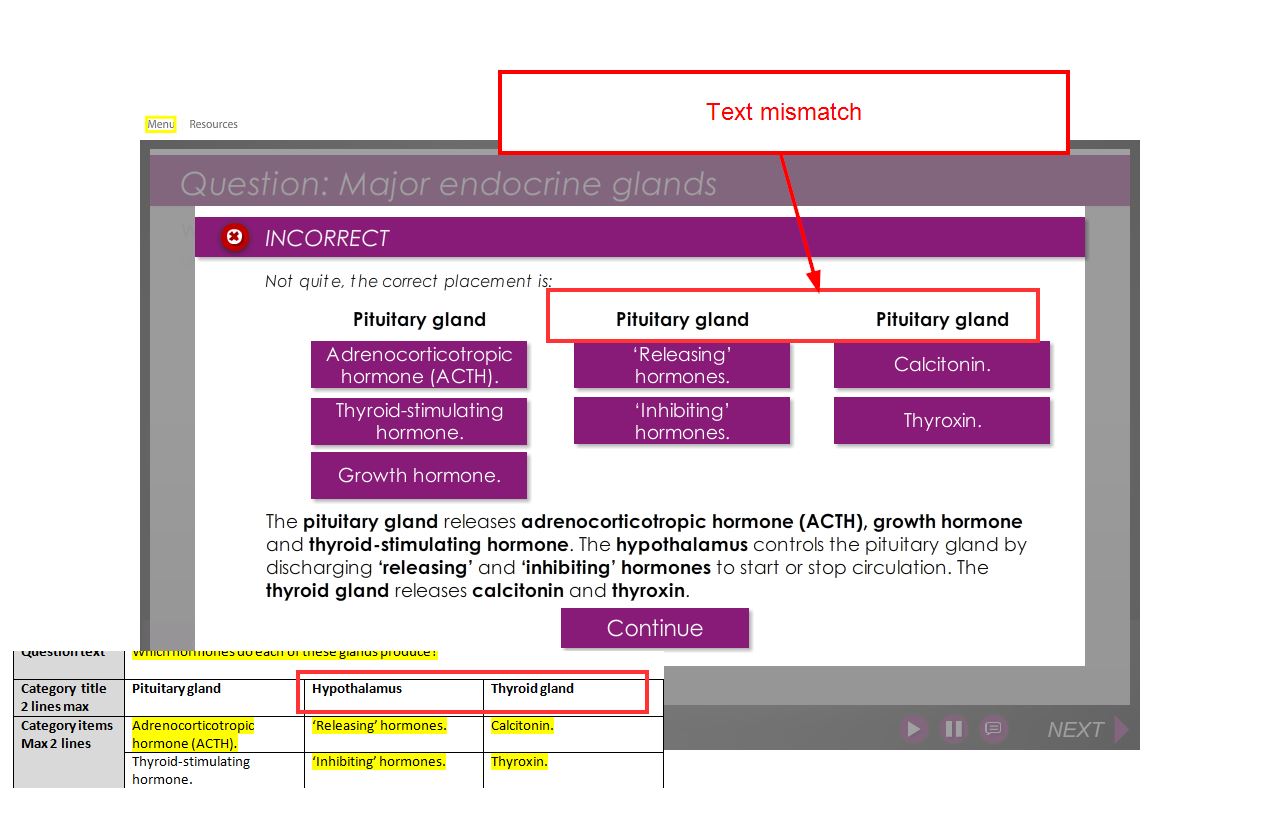 Text mismatch
Menu Resources
Question: Major endocrine glands
INCORRECT
Not quite, the correct placement is:
Pituitary gland Pituitary gland Pituitary gland
Adrenocorticotropic
hormone (ACTH).
‘Releasing’
hormones.
Calcitonin.
Thyroid-stimulating
hormone.
‘Inhibiting’
hormones.
Thyroxin.
Growth hormone.
The pituitary gland releases adrenocorticotropic hormone (ACTH), growth hormone
and thyroid-stimulating hormone. The hypothalamus controls the pituitary gland by
discharging ‘releasing’ and ‘inhibiting’ hormones to start or stop circulation. The
thyroid gland releases calcitonin and thyroxin.
Continue
Question text Which hormones do each of these glands produce?
Category title
2 lines max
Pituitary gland Hypothalamus Thyroid gland
Category items
Max 2 lines
Adrenocorticotropic
hormone (ACTH).
‘Releasing’ hormones. Calcitonin.
Thyroid-stimulating
hormone.
‘Inhibiting’ hormones. Thyroxin.
NEXT